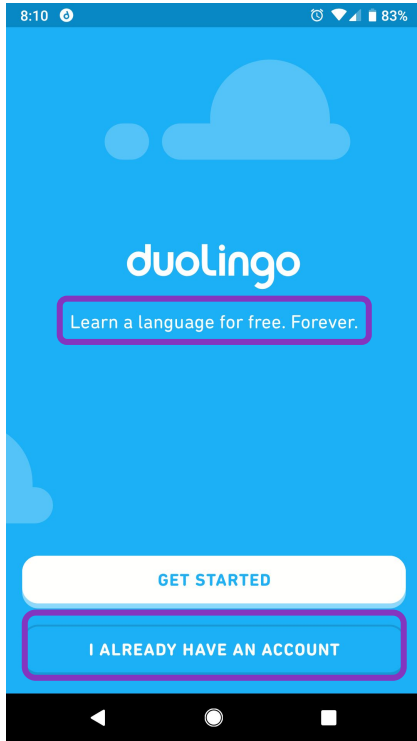 8:10
83%
duolingo
Learn a language for free. Forever.
GET STARTED
I ALREADY HAVE AN ACCOUNT